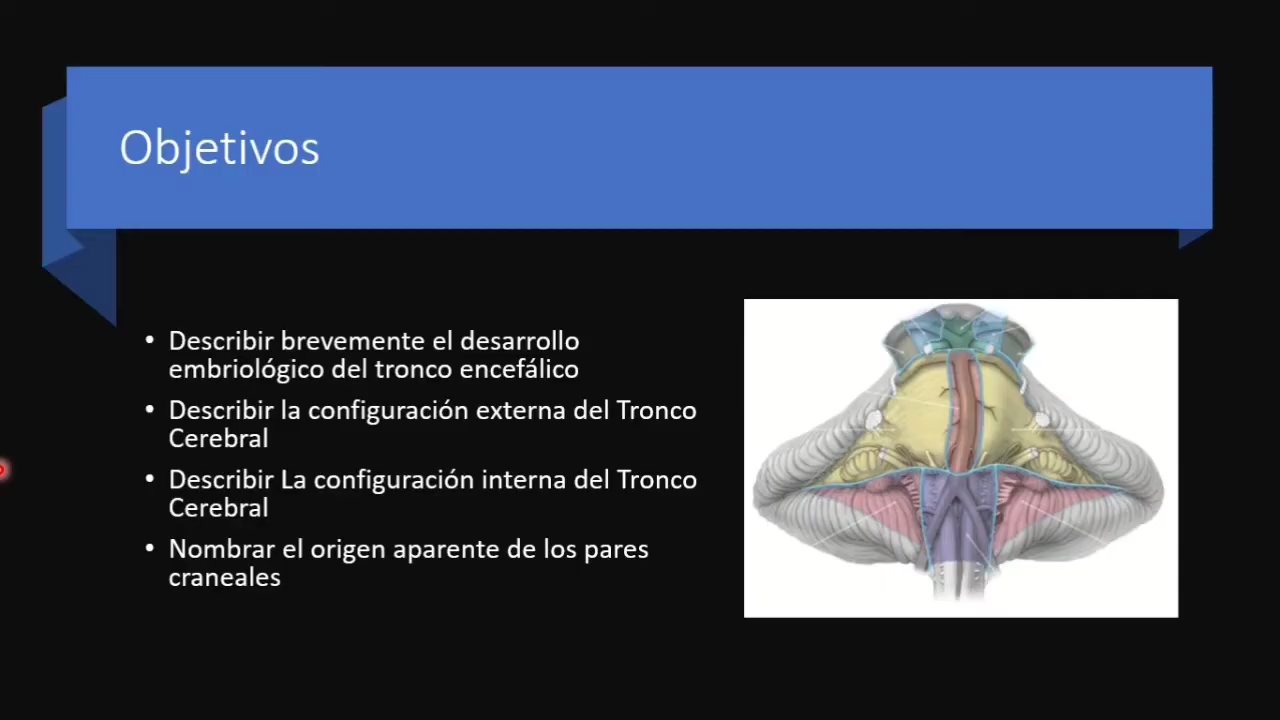 Objetivos
• Describir brevemente el desarrollo
embriológico del tronco encefálico
• Describir la configuración externa del Tronco
Cerebral
• Describir La configuración interna del Tronco
Cerebral
• Nombrar el origen aparente de los pares
craneales